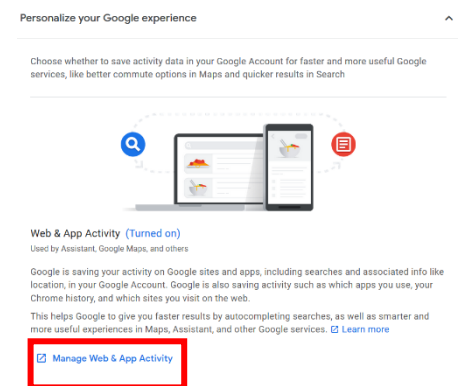 Personalize your Google experience
Choose whether to save activity data in your Google Account for faster and more useful Google
services, like better commute options in Maps and quicker results in Search
Web & App Activity (Turned on)
Used by Assistant, Google Maps, and others
Google is saving your activity on Google sites and apps, including searches and associated info like
location, in your Google Account. Google is also saving activity such as which apps you use, your
Chrome history, and which sites you visit on the web.
This helps Google to give you faster results by autocompleting searches, as well as smarter and
more useful experiences in Maps, Assistant, and other Google services. Learn more
Manage Web & App Activity